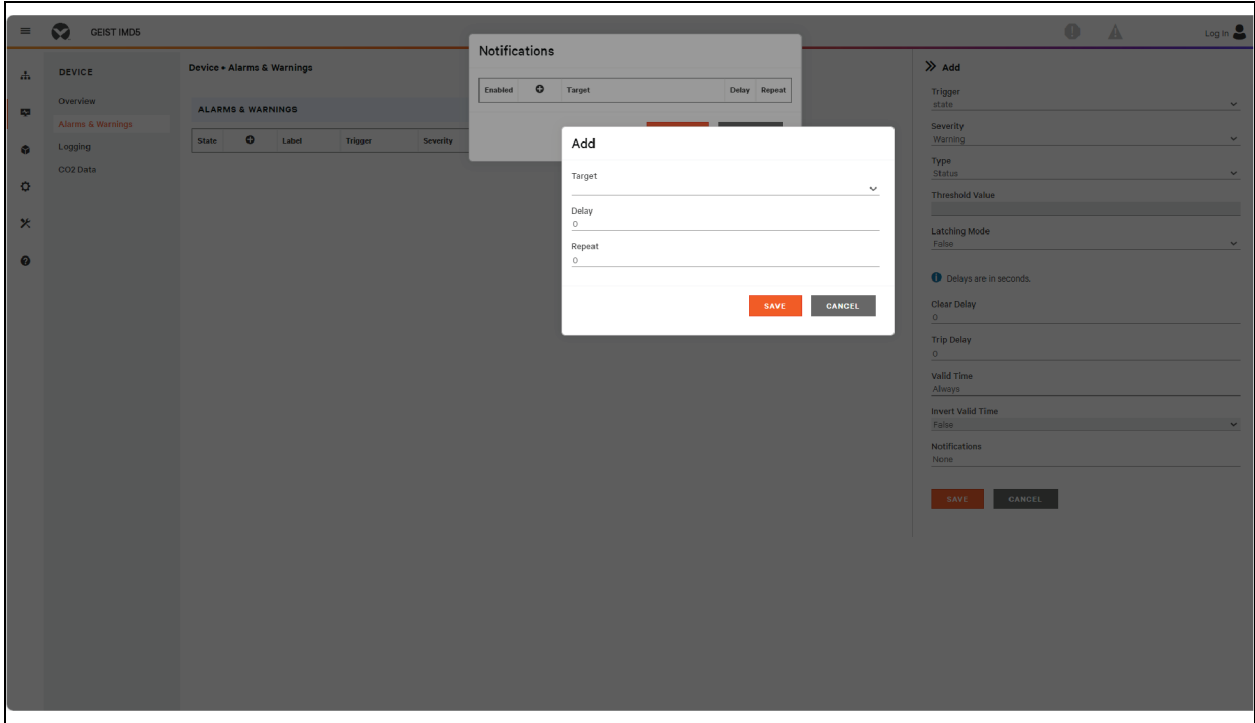 GEIST IMD5
Log In
DEVICE
Overview
Alarms & Warnings
Logging
CO2 Data
Device • Alarms & Warnings
ALARMS & WARNINGS
State Label Trigger Severity
Notifications
Enabled Target Delay Repeat
Add
Target
Delay
0
Repeat
0
SAVE CANCEL
Add
Trigger
state
Severity
Warning
Type
Status
Threshold Value
Latching Mode
False
Delays are in seconds.
Clear Delay
0
Trip Delay
0
Valid Time
Always
Invert Valid Time
False
Notifications
None
SAVE CANCEL